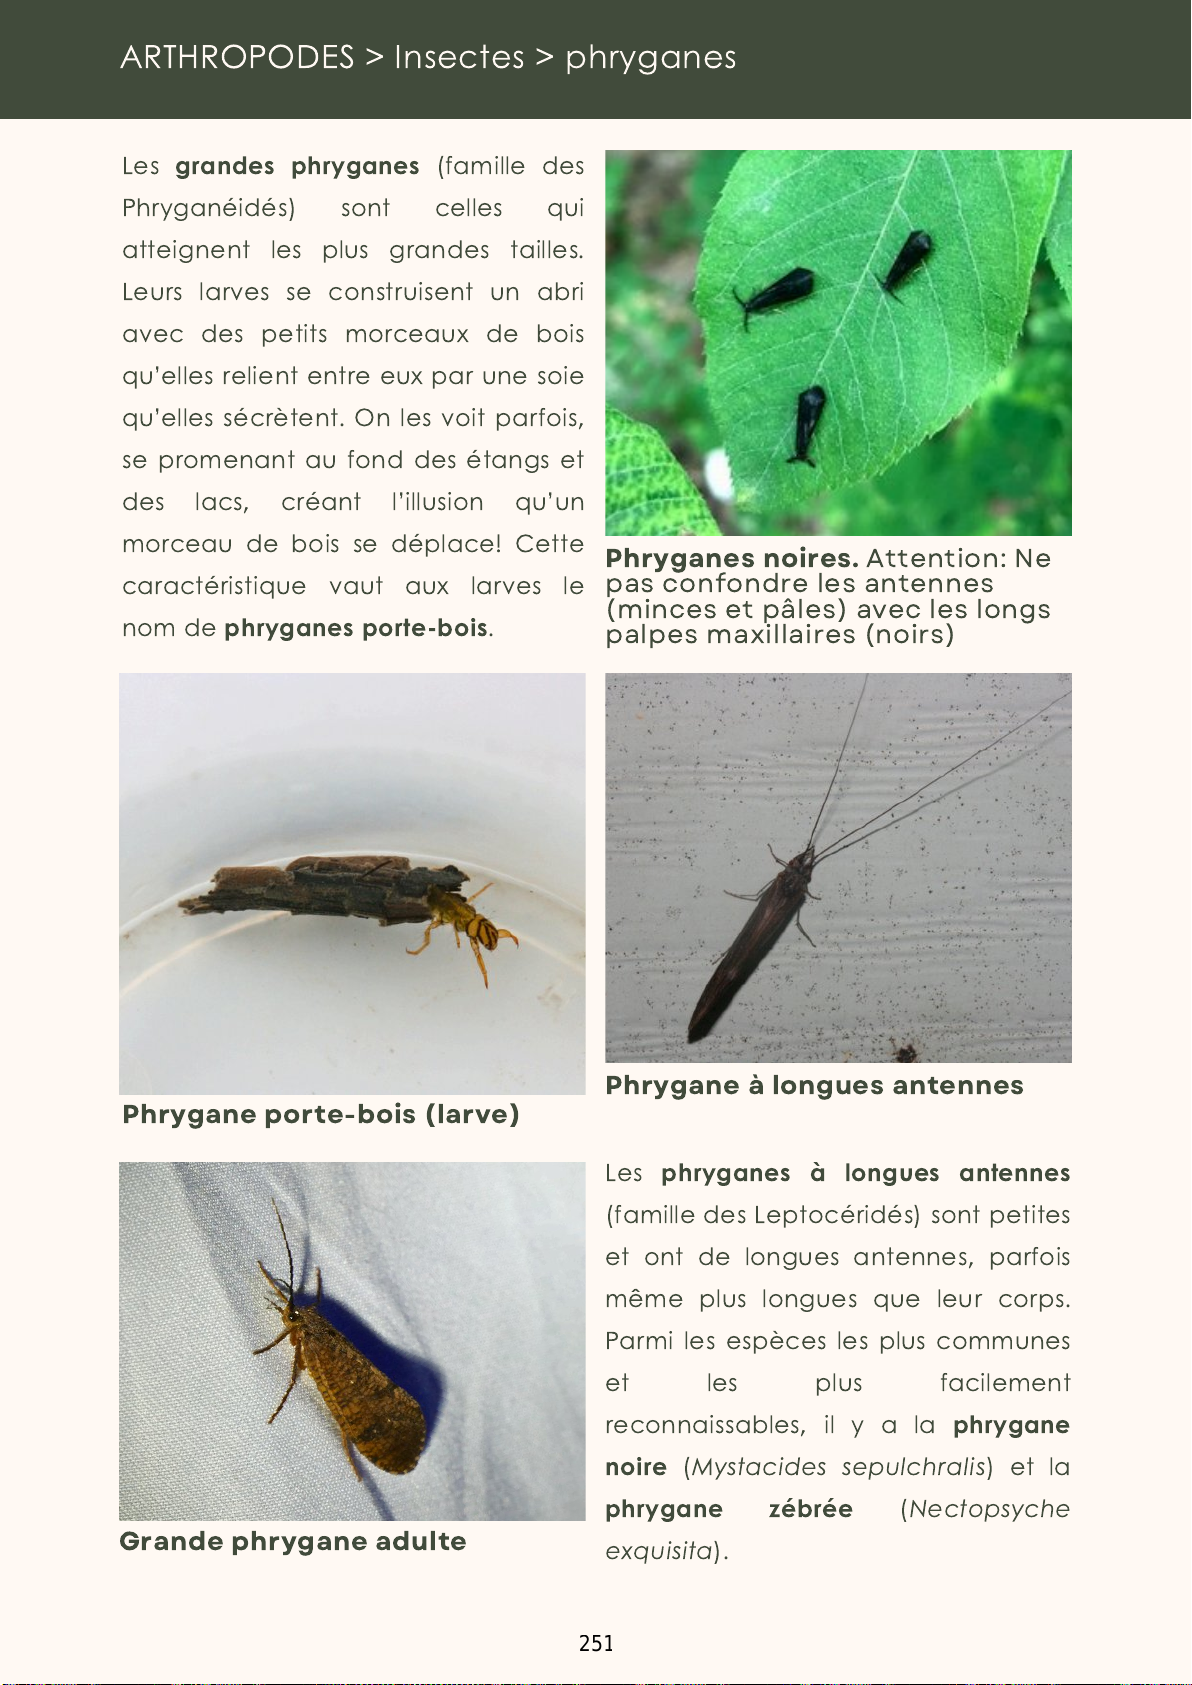 ARTHROPODES > Insectes > phryganes
Les grandes phryganes (famille des
Phryganéidés) sont celles qui
atteignent les plus grandes tailles.
Leurs larves se construisent un abri
avec des petits morceaux de bois
qu'elles relient entre eux par une soie
qu'elles sécrètent. On les voit parfois,
se promenant au fond des étangs et
des lacs, créant l'illusion qu'un
morceau de bois se déplace! Cette
caractéristique vaut aux larves le
nom de phryganes porte-bois.
Phryganes noires. Attention: Ne
pas confondre les antennes
(minces et pâles) avec les longs
palpes maxillaires (noirs)
Phrygane porte-bois (larve)
Phrygane à longues antennes
Grande phrygane adulte
Les phryganes à longues antennes
(famille des Leptocéridés) sont petites
et ont de longues antennes, parfois
même plus longues que leur corps.
Parmi les espèces les plus communes
et les plus facilement
reconnaissables, il y a la phrygane
noire (Mystacides sepulchralis) et la
phrygane zébrée (Nectopsyche
exquisita).
251